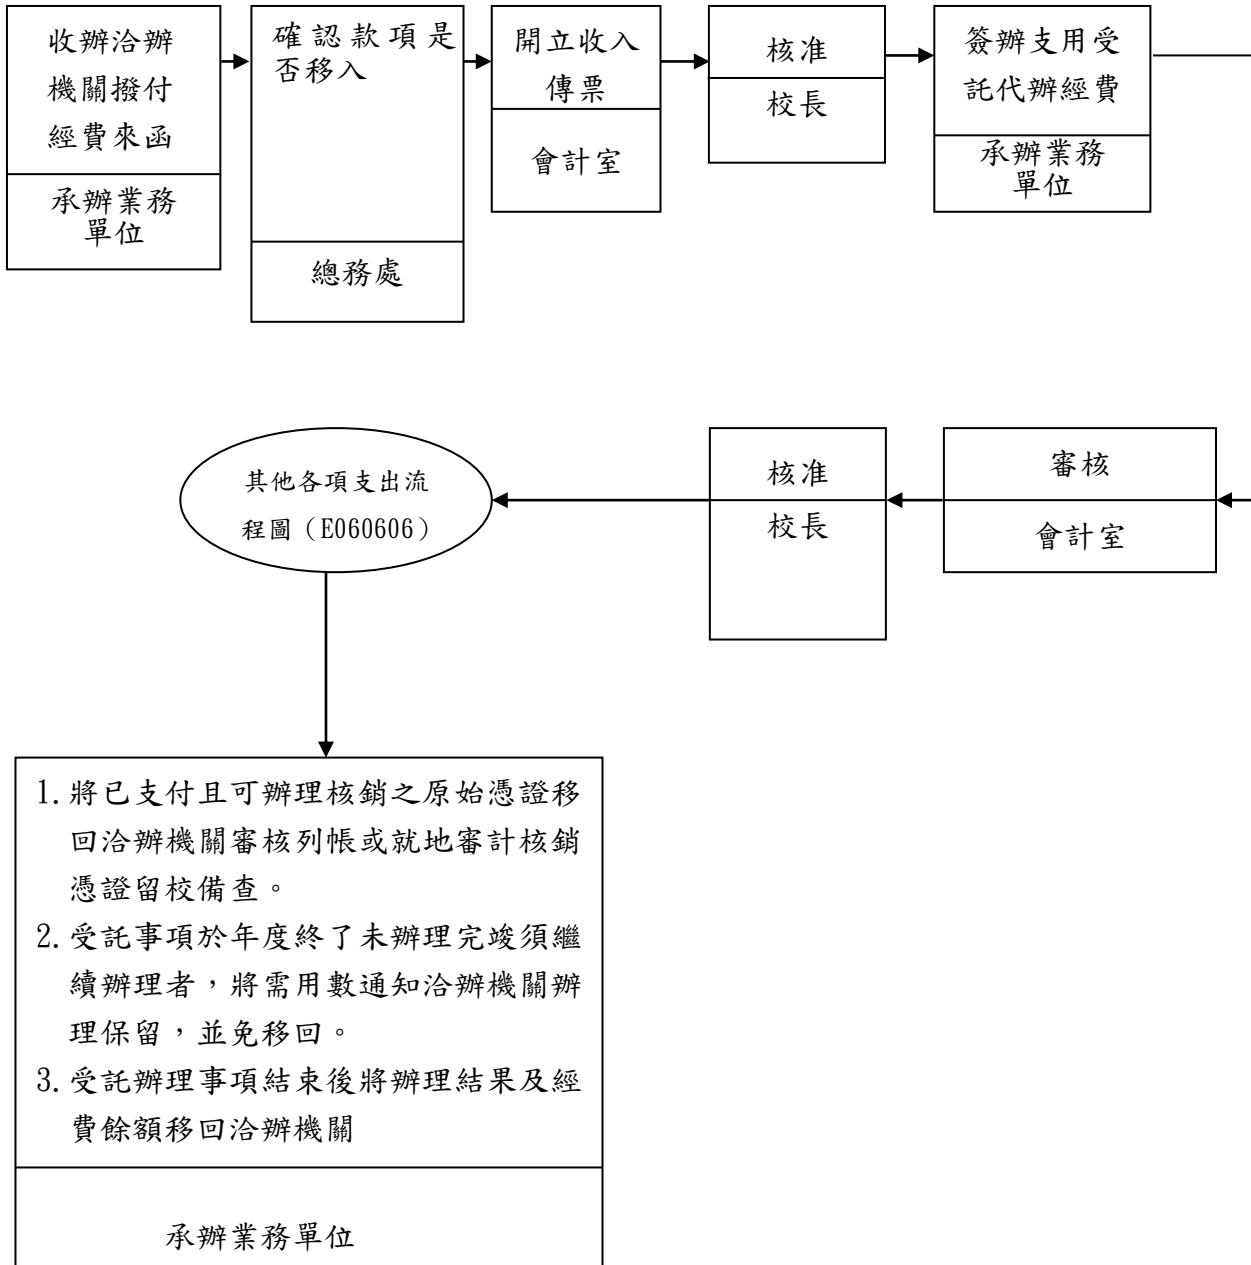 收辦洽辦
機關撥付
經費來函
承辦業務
單位
確認款項是
否移入
總務處
開立收入
傳票
會計室
核准
校長
簽辦支用受
託代辦經費
承辦業務
單位
審核
會計室
核准
校長
其他各項支出流
程圖（E060606）
1. 將已支付且可辦理核銷之原始憑證移
回洽辦機關審核列帳或就地審計核銷
憑證留校備查。
2. 受託事項於年度終了未辦理完竣須繼
續辦理者，將需用數通知洽辦機關辦
理保留，並免移回。
3. 受託辦理事項結束後將辦理結果及經
費餘額移回洽辦機關
承辦業務單位